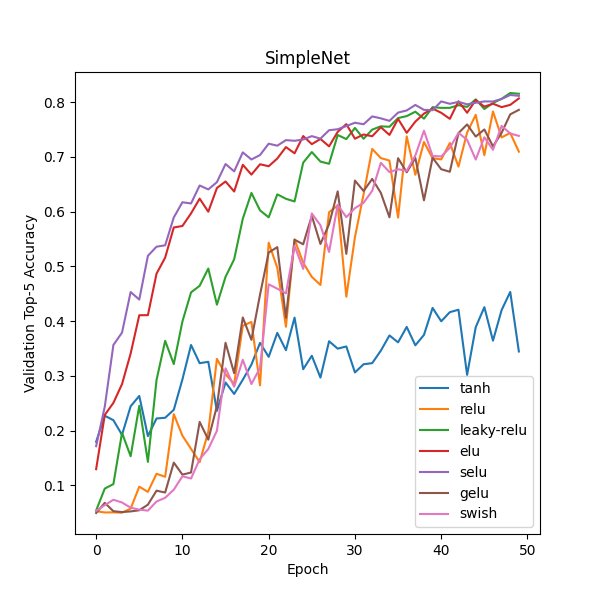 SimpleNet
Validation Top-5 Accuracy
0.8
0.7
0.6
0.5
0.4
0.3
0.2
0.1
0 10 20 30 40 50
Epoch
tanh
relu
leaky-relu
elu
selu
gelu
swish